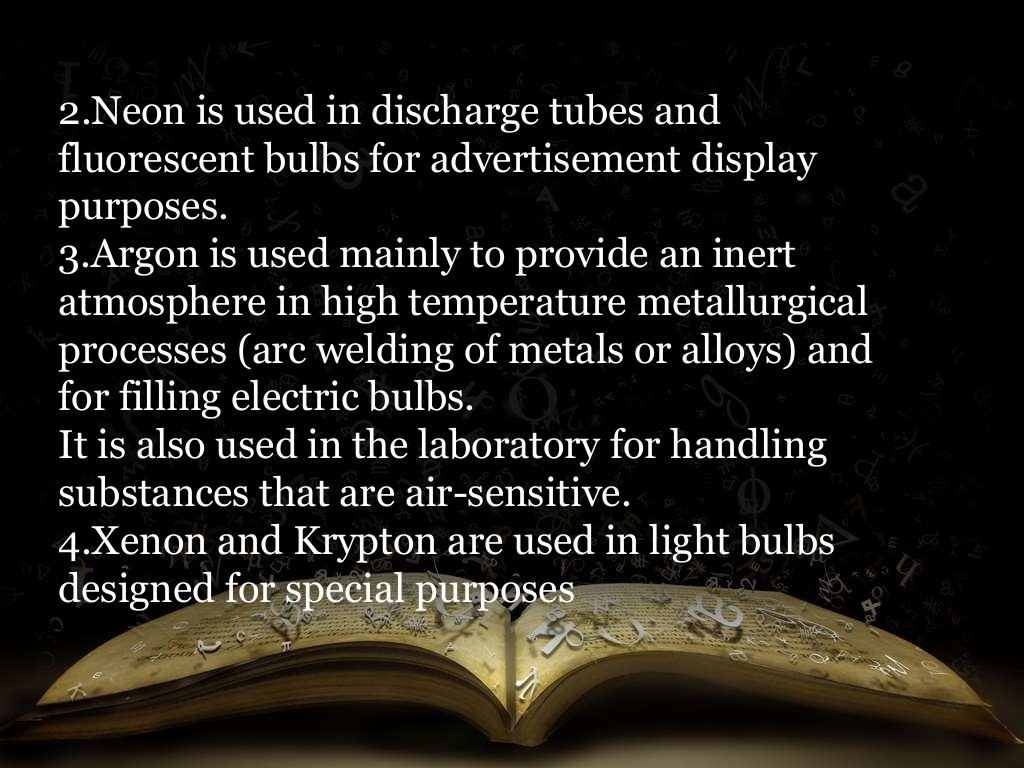 2.Neon is used in discharge tubes and
fluorescent bulbs for advertisement display
purposes.
3.Argon is used mainly to provide an inert
atmosphere in high temperature metallurgical
processes (arc welding of metals or alloys) and
for filling electric bulbs.
It is also used in the laboratory for handling
substances that are air-sensitive.
4.Xenon and Krypton are used in light bulbs
designed for special purposes